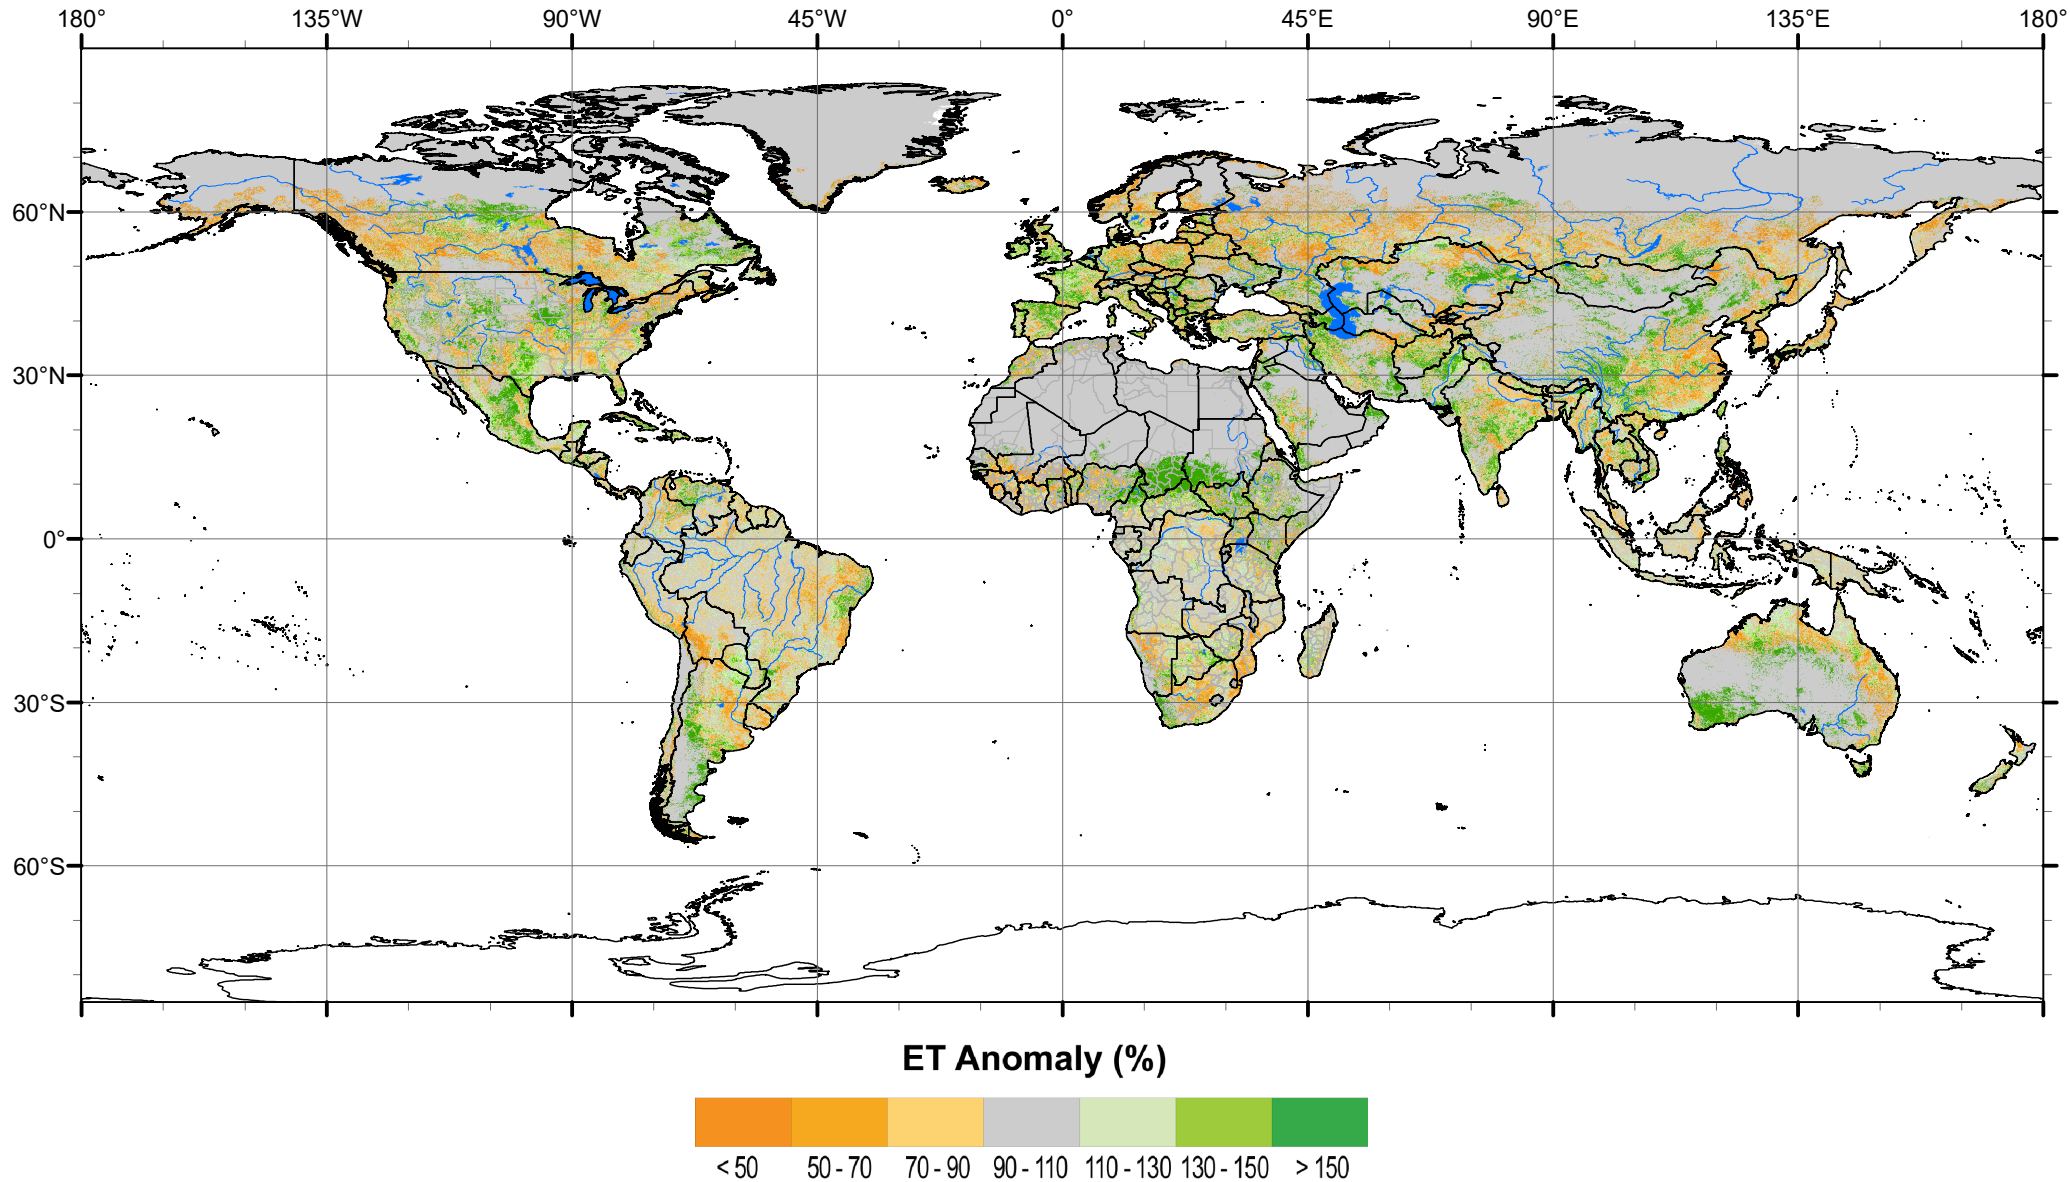 180° 135°W 90°W 45°W 0° 45°E 90°E 135°E 180°
60°N
30°N
0°
30°S
60°S
ET Anomaly (%)
< 50 50 - 70 70 - 90 90 - 110 110 - 130 130 - 150 > 150